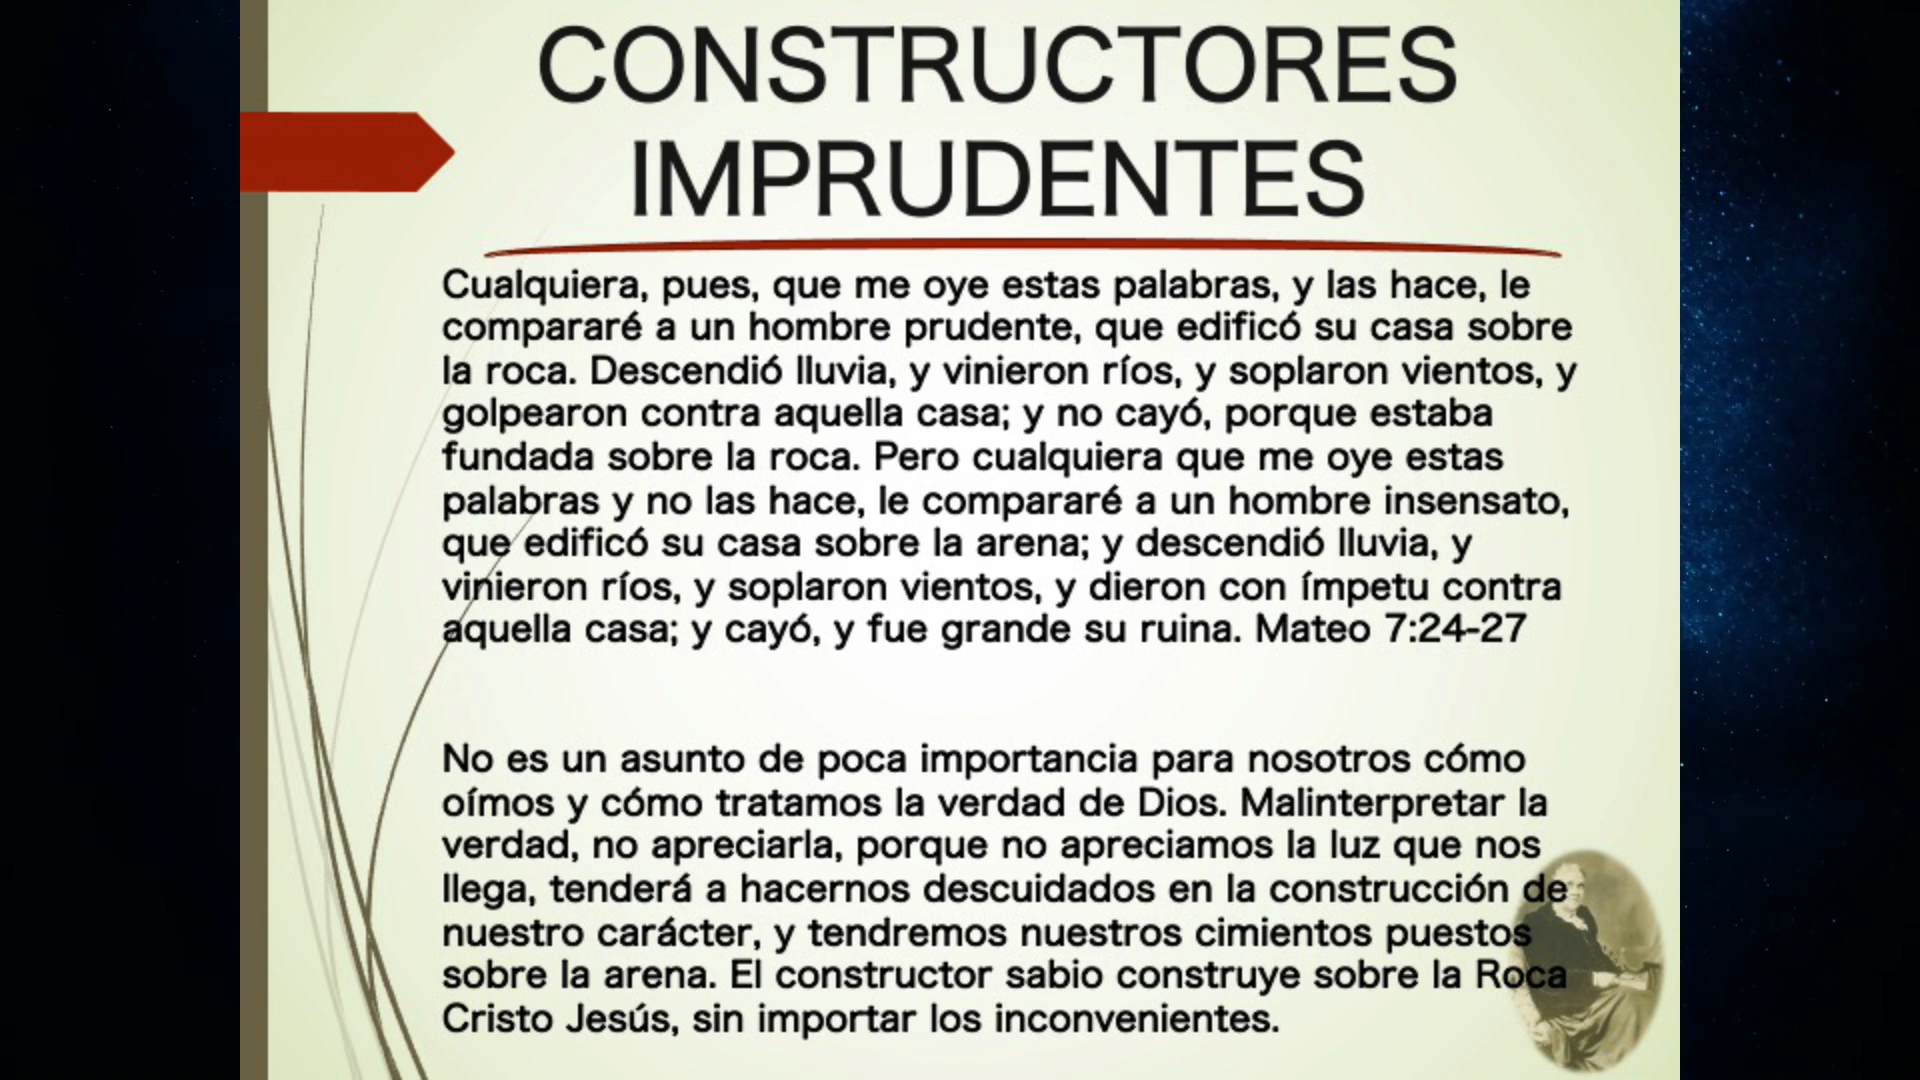 CONSTRUCTORES
IMPRUDENTES
Cualquiera, pues, que me oye estas palabras, y las hace, le
compararé a un hombre prudente, que edificó su casa sobre
la roca. Descendió lluvia, y vinieron ríos, y soplaron vientos, y
golpearon contra aquella casa; y no cayó, porque estaba
fundada sobre la roca. Pero cualquiera que me oye estas
palabras y no las hace, le compararé a un hombre insensato,
que edificó su casa sobre la arena; y descendió lluvia, y
vinieron ríos, y soplaron vientos, y dieron con ímpetu contra
aquella casa; y cayó, y fue grande su ruina. Mateo 7:24-27
No es un asunto de poca importancia para nosotros cómo
oímos y cómo tratamos la verdad de Dios. Malinterpretar la
verdad, no apreciarla, porque no apreciamos la luz que nos
llega, tenderá a hacernos descuidados en la construcción de
nuestro carácter, y tendremos nuestros cimientos puestos
sobre la arena. El constructor sabio construye sobre la Roca
Cristo Jesús, sin importar los inconvenientes.